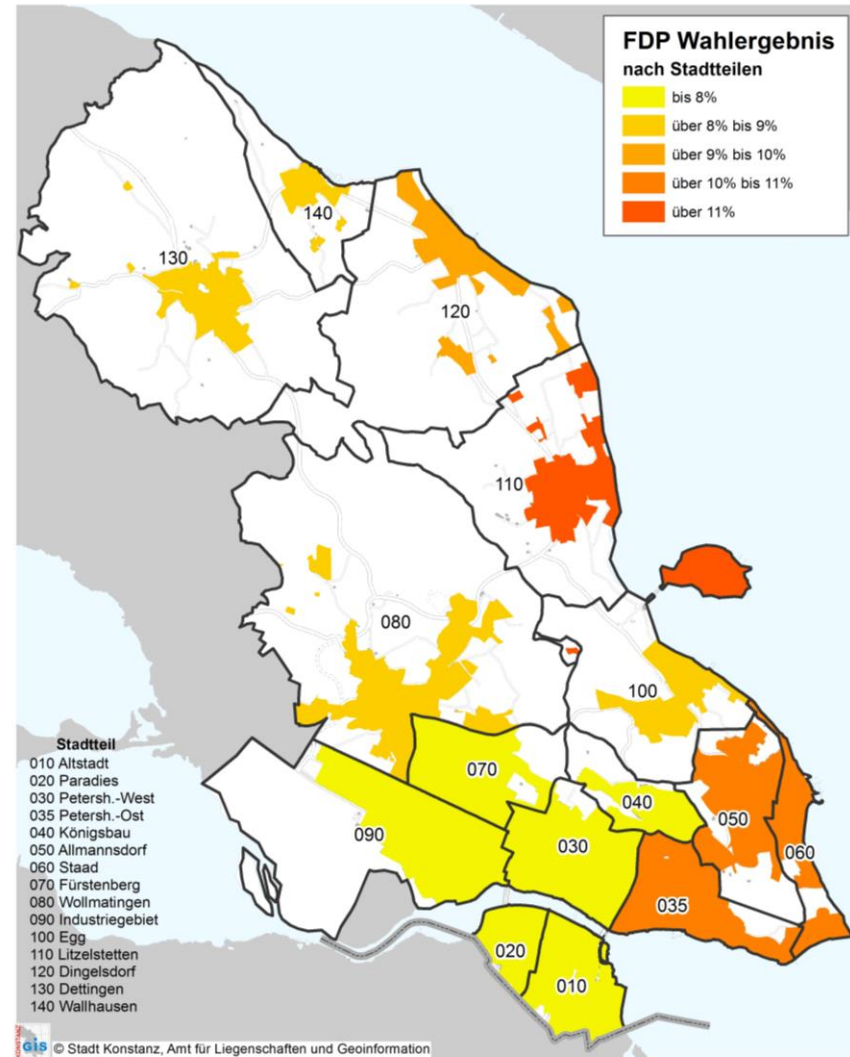 FDP Wahlergebnis
nach Stadtteilen
bis 8%
über 8% bis 9%
über 9% bis 10%
über 10% bis 11%
über 11%
140
130
120
110
080
100
070
040
050
090
030
060
035
020
010
Stadtteil
010 Altstadt
020 Paradies
030 Petersh.-West
035 Petersh.-Ost
040 Königsbau
050 Allmannsdorf
060 Staad
070 Fürstenberg
080 Wollmatingen
090 Industriegebiet
100 Egg
110 Litzelstetten
120 Dingelsdorf
130 Dettingen
140 Wallhausen
KONSTANZ
GIS © Stadt Konstanz, Amt für Liegenschaften und Geoinformation